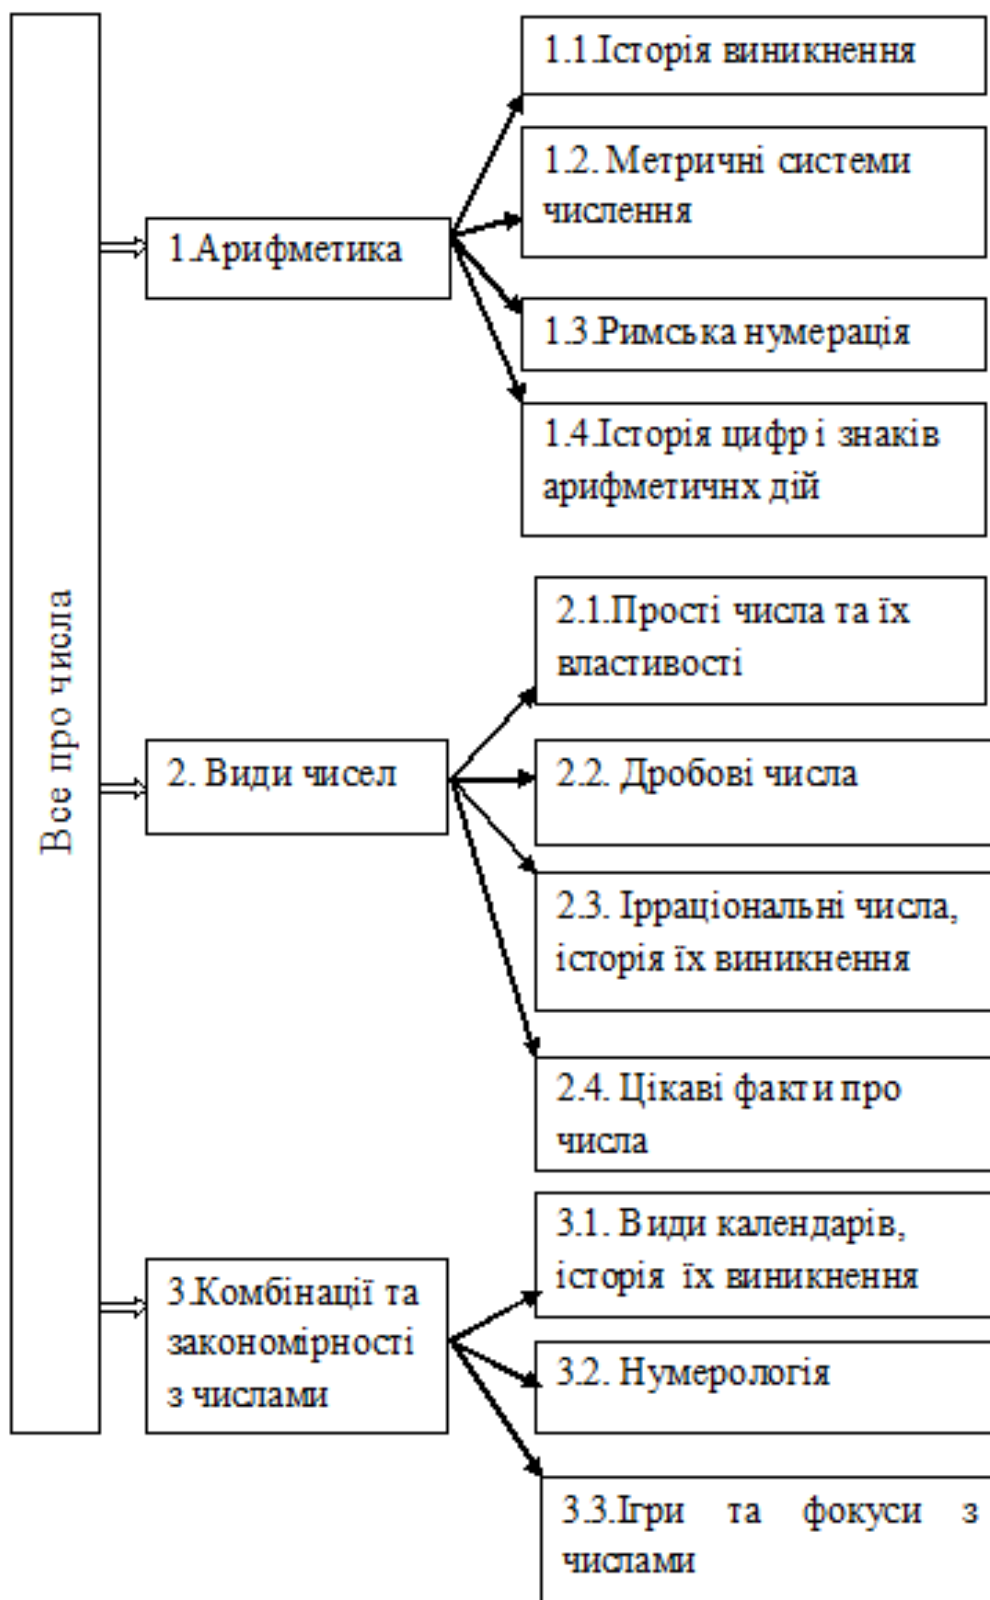 Все про числа
1.Арифметика
1.1.Історія виникнення
1.2. Метричні системи
числення
1.3.Римська нумерація
1.4.Історія цифр і знаків
арифметичнх дій
2. Види чисел
2.1.Прості числа та їх
властивості
2.2. Дробові числа
2.3. Ірраціональні числа,
історія їх виникнення
2.4. Цікаві факти про
числа
3.Комбінації та
закономірності
з числами
3.1. Види календарів,
історія їх виникнення
3.2. Нумерологія
3.3.Ігри та фокуси з
числами